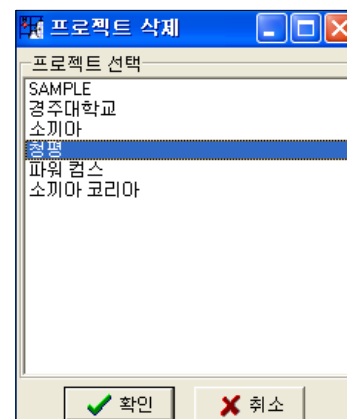 프로젝트 삭제
프로젝트 선택
SAMPLE
경주대학교
소끼아
청평
파워 컴스
소끼아 코리아
확인
취소